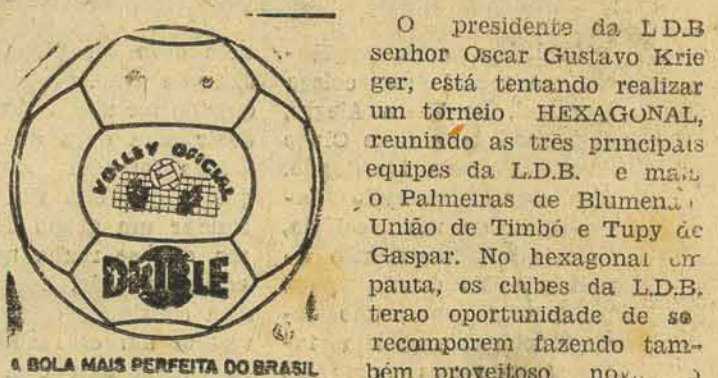 VOLLEY OFICIAL
DRIBLE
A BOLA MAIS PERFEITA DO BRASIL
O presidente da L.D.B
senhor Oscar Gustavo Krie
ger, está tentando realizar
um torneio HEXAGONAL,
reunindo as três principais
equipes da L.D.B. e mais
o Palmeiras de
União de Timbó e Tupy de
Gaspar. No hexagonal em
pauta, os clubes da L.D.B.
terao oportunidade de se
recomporem fazendo tam-
bém proveitoso